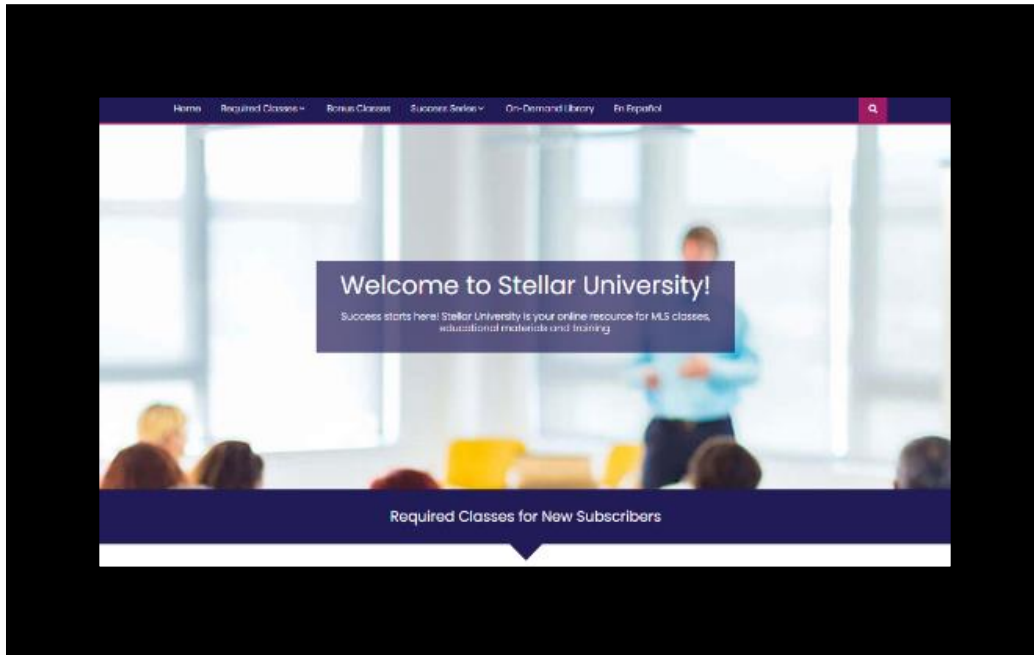 Home Required Classes Bonus Classes Success Series On-Demand Library En Español
Welcome to Stellar University!
Success starts here! Stellar University is your online resource for MLS classes,
educational materials and training
Required Classes for New Subscribers